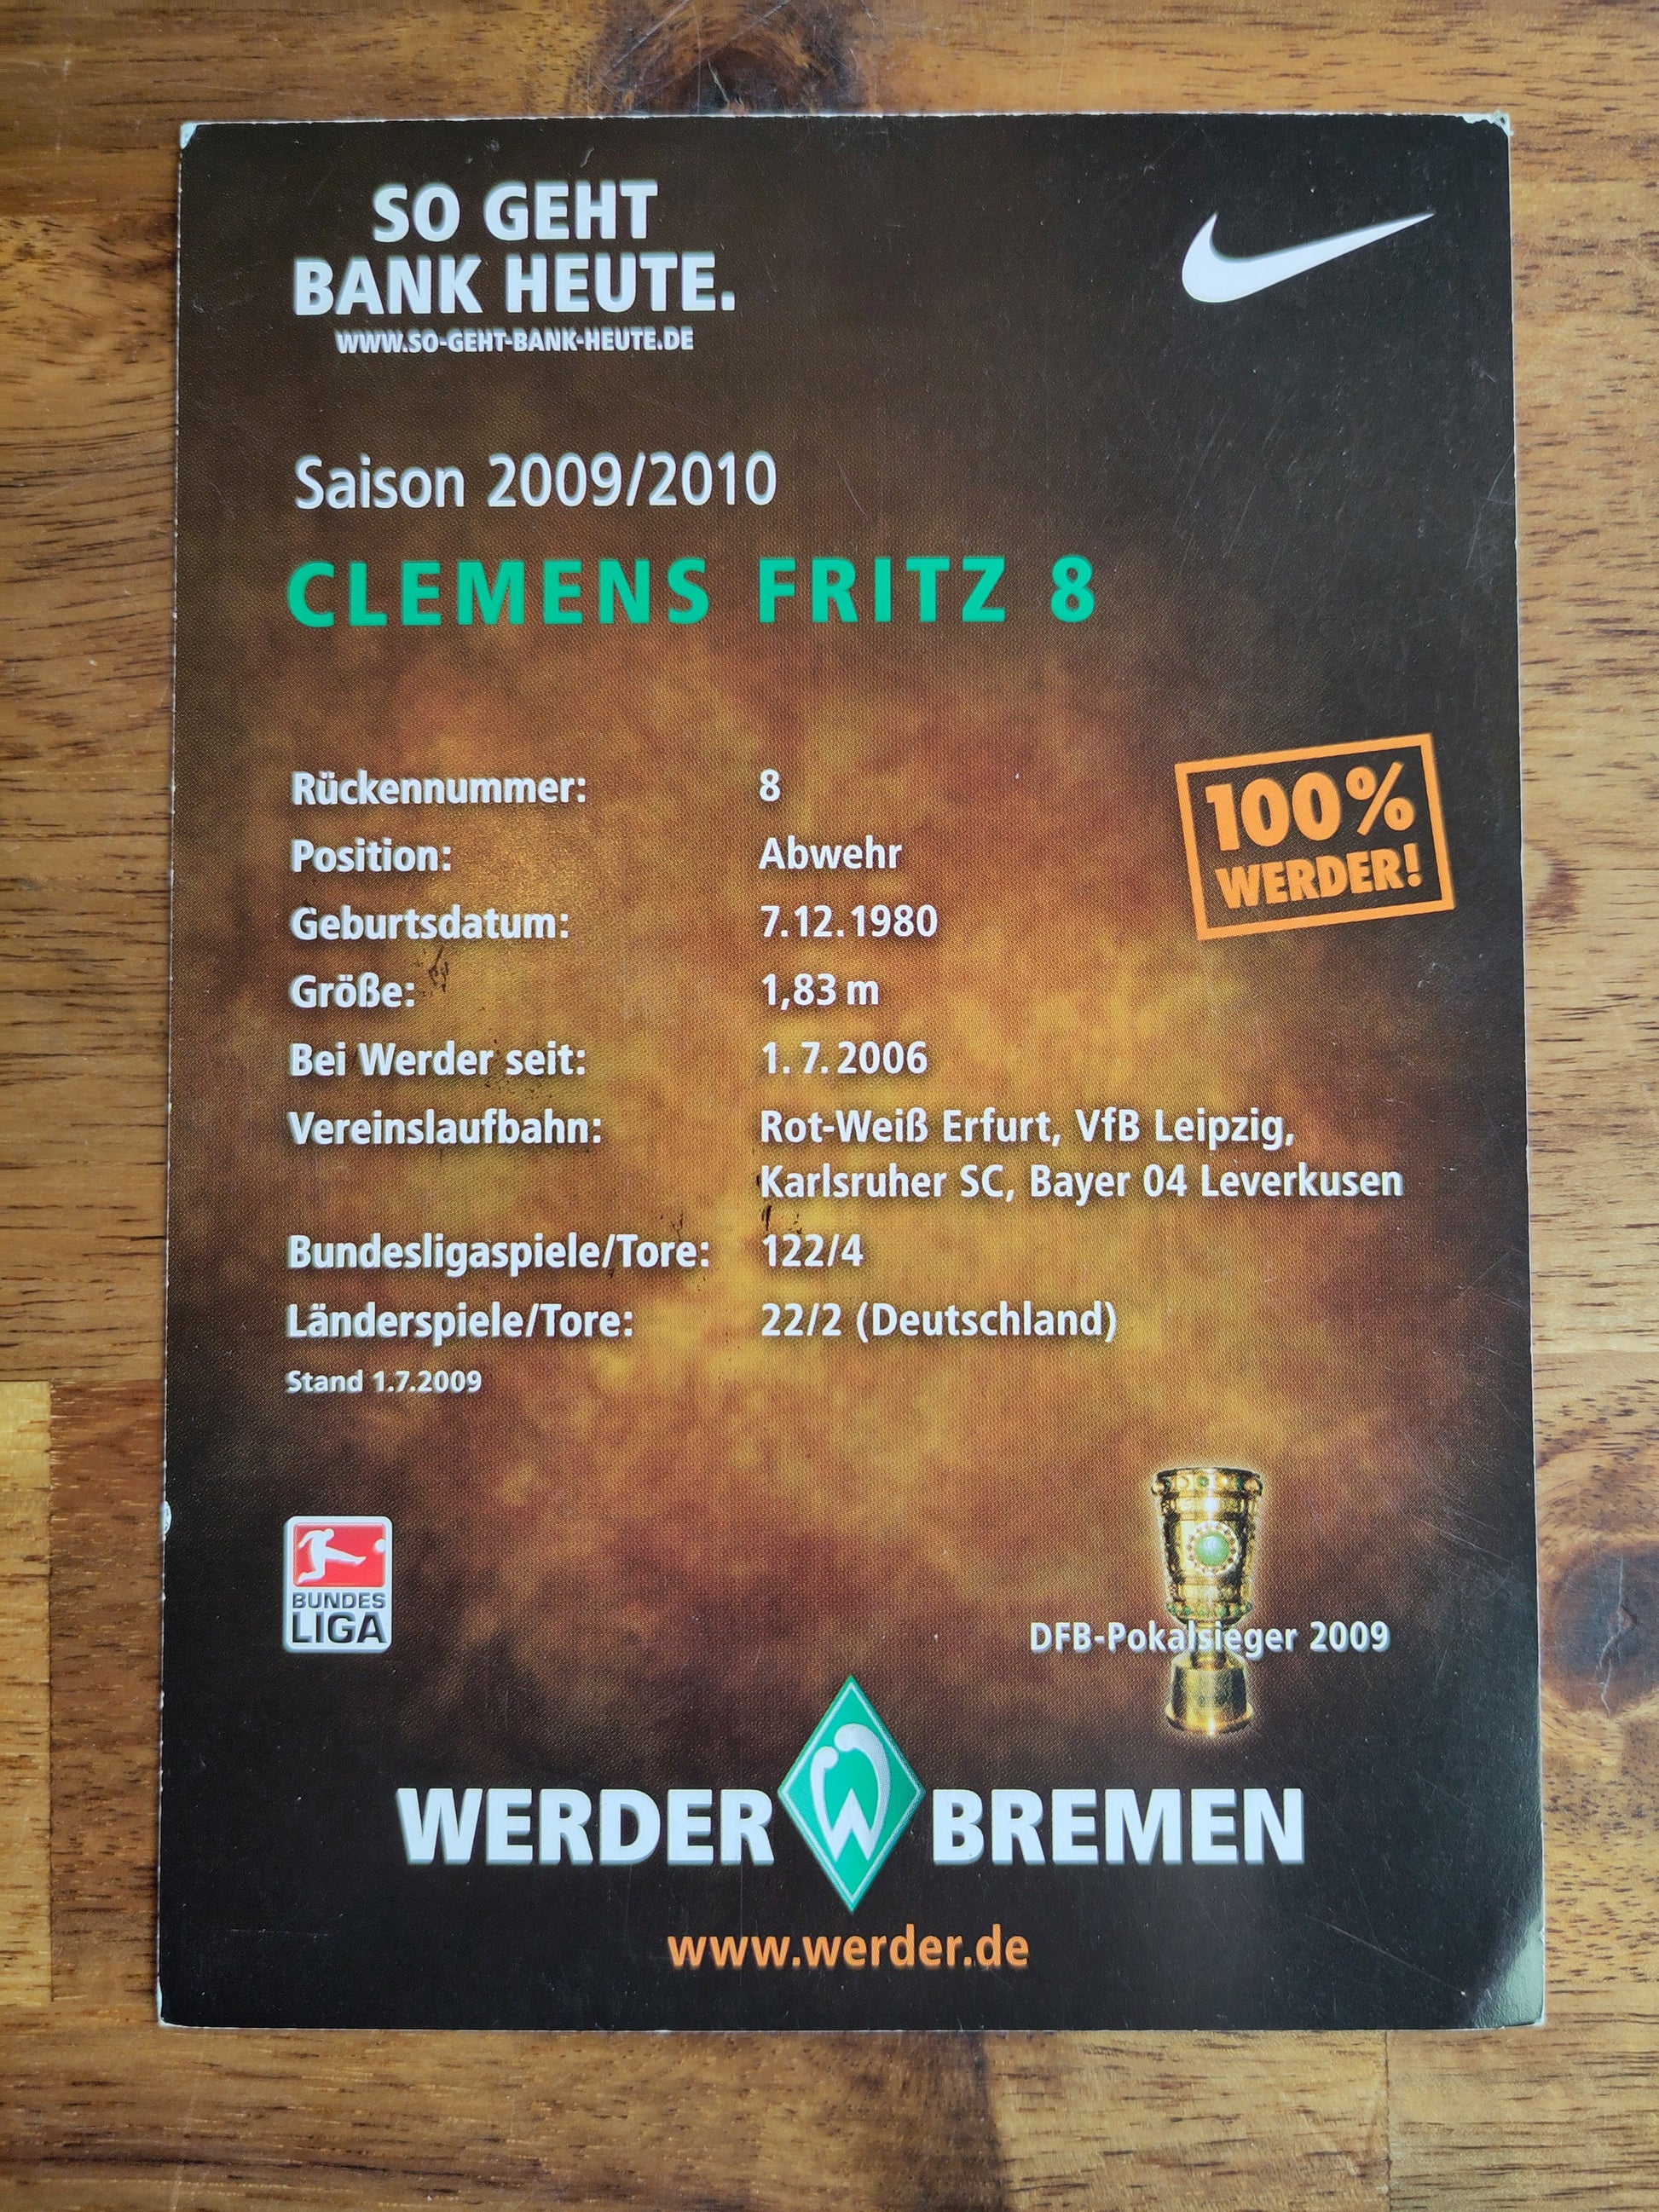 SO GEHT
BANK HEUTE.
WWW.SO-GEHT-BANK-HEUTE.DE
Saison 2009/2010
CLEMENS FRITZ 8
Rückennummer: 8
Position: Abwehr
100%
WERDER!
Geburtsdatum: 7.12.1980
Größe: 1,83 m
Bei Werder seit: 1.7.2006
Vereinslaufbahn: Rot-Weiß Erfurt, VfB Leipzig,
Karlsruher SC, Bayer 04 Leverkusen
Bundesligaspiele/Tore: 122/4
Länderspiele/Tore: 22/2 (Deutschland)
Stand 1.7.2009
BUNDES
LIGA
DFB-Pokalsieger 2009
WERDER W BREMEN
www.werder.de